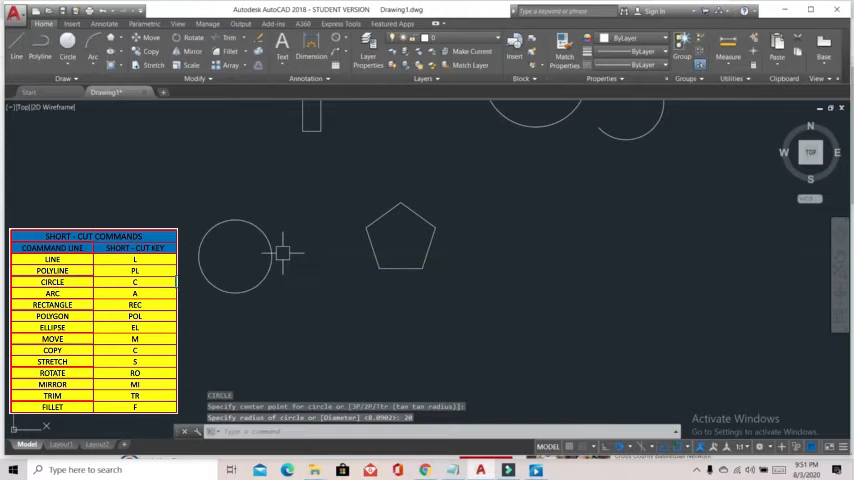 Autodesk AutoCAD 2018 - STUDENT VERSION Drawing1.dwg
Type a keyword or phrase
Sign In
Home Insert Annotate Parametric View Manage Output Add-ins A360 Express Tools Featured Apps
Line Polyline Circle Arc
Move Rotate Trim
Copy Mirror Fillet
Stretch Scale Array
Text Dimension
Layer Properties
0
Make Current
Match Layer
Insert
Match Properties
ByLayer
ByLayer
ByLayer
Group
Measure
Paste
Base
Draw Modify Annotation Layers Block Properties Groups Utilities Clipboard View
Start Drawing1*
[−][Top][2D Wireframe]
N
W TOP E
S
SHORT - CUT COMMANDS
COAMMAND LINE SHORT - CUT KEY
LINE L
POLYLINE PL
CIRCLE C
ARC A
RECTANGLE REC
POLYGON POL
ELLIPSE EL
MOVE M
COPY C
STRETCH S
ROTATE RO
MIRROR MI
TRIM TR
FILLET F
X
CIRCLE
Specify center point for circle or [3P/2P/Ttr (tan tan radius)]:
Specify radius of circle or [Diameter] <8.0902>: 20
Type a command
Activate Windows
Go to Settings to activate Windows.
Model Layout1 Layout2
MODEL 1:1
Type here to search
9:51 PM
8/3/2020